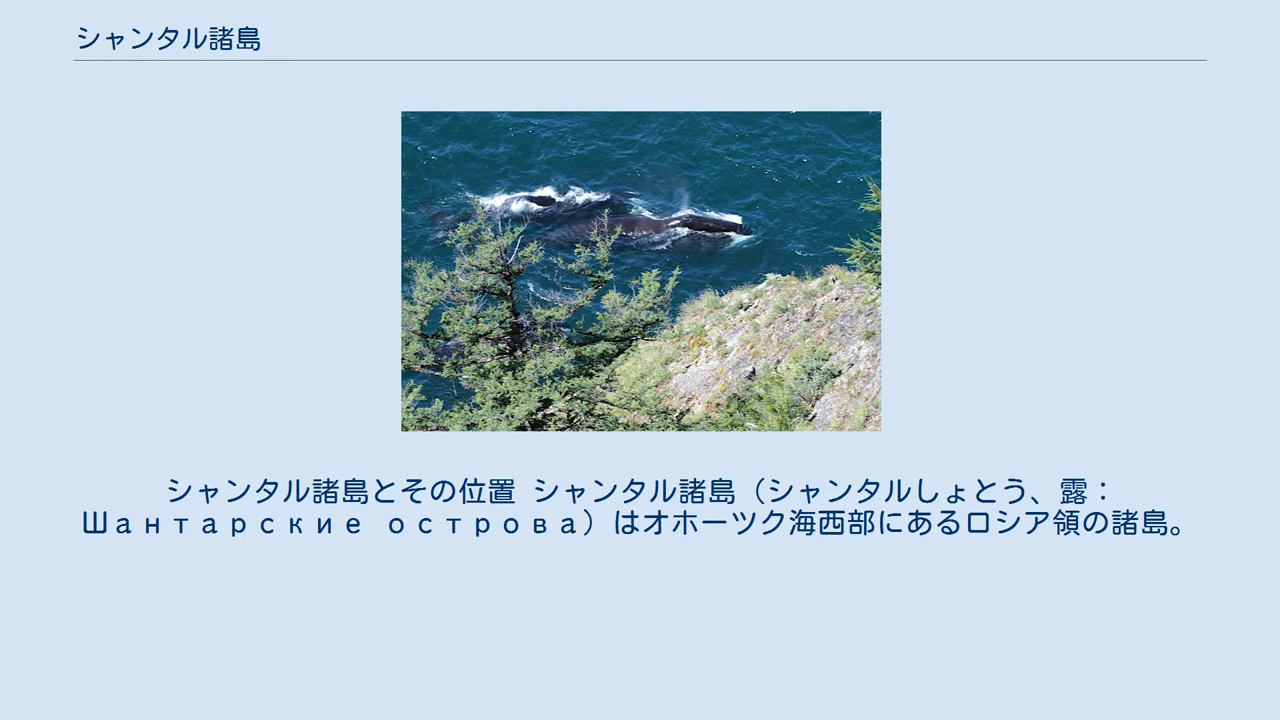 シャンタル諸島
シャンタル諸島とその位置 シャンタル諸島（シャンタルしょとう、露：
Шантарские острова）はオホーツク海西部にあるロシア領の諸島。